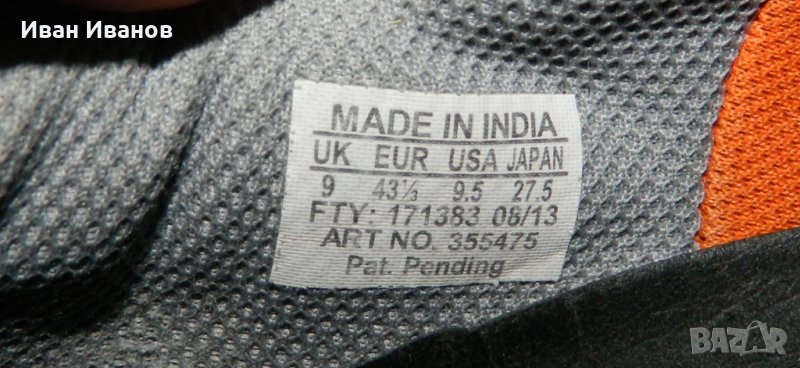 Иван Иванов
MADE IN INDIA
UK EUR USA JAPAN
9 43⅓ 9.5 27.5
FTY: 171383 08/13
ART NO. 355475
Pat. Pending
BAZAR